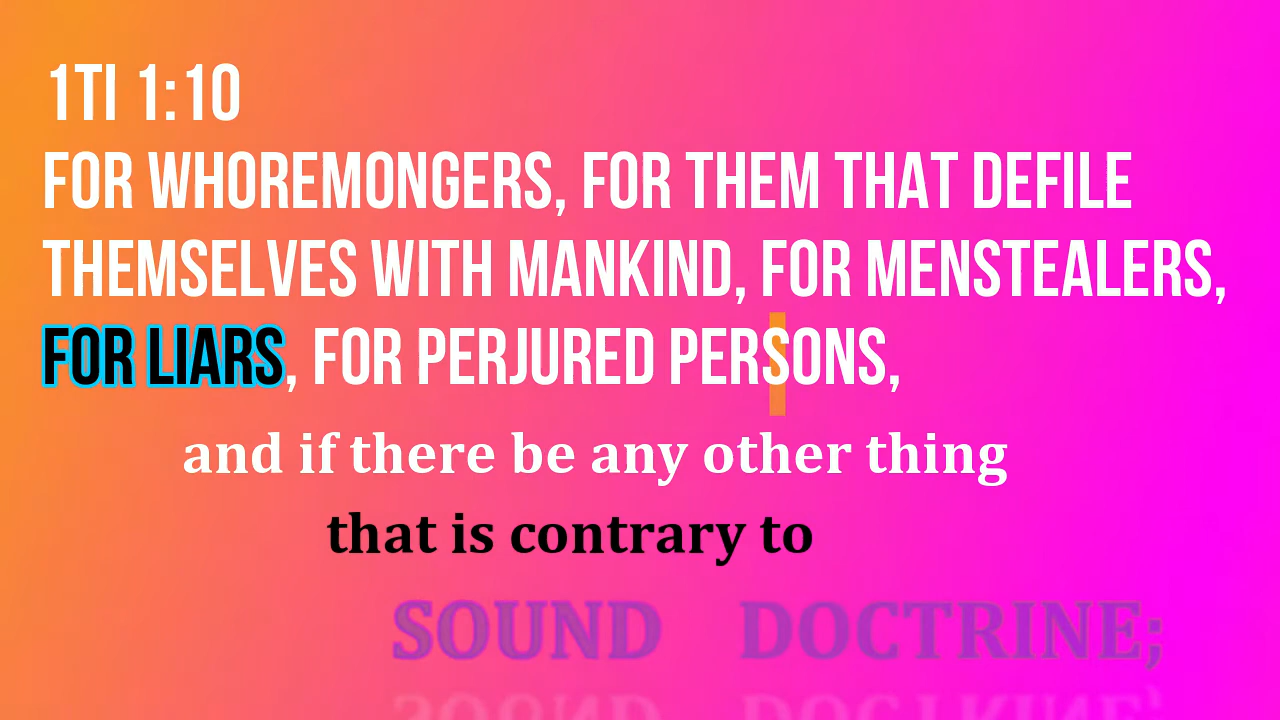 1TI 1:10
FOR WHOREMONGERS, FOR THEM THAT DEFILE
THEMSELVES WITH MANKIND, FOR MENSTEALERS,
FOR LIARS, FOR PERJURED PERSONS,
and if there be any other thing
that is contrary to
SOUND DOCTRINE;